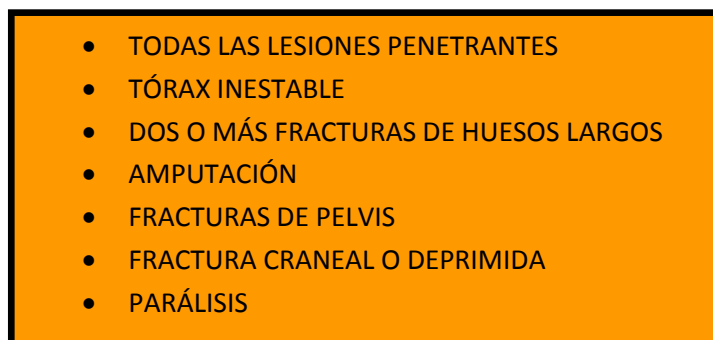 • TODAS LAS LESIONES PENETRANTES
• TÓRAX INESTABLE
• DOS O MÁS FRACTURAS DE HUESOS LARGOS
• AMPUTACIÓN
• FRACTURAS DE PELVIS
• FRACTURA CRANEAL O DEPRIMIDA
• PARÁLISIS